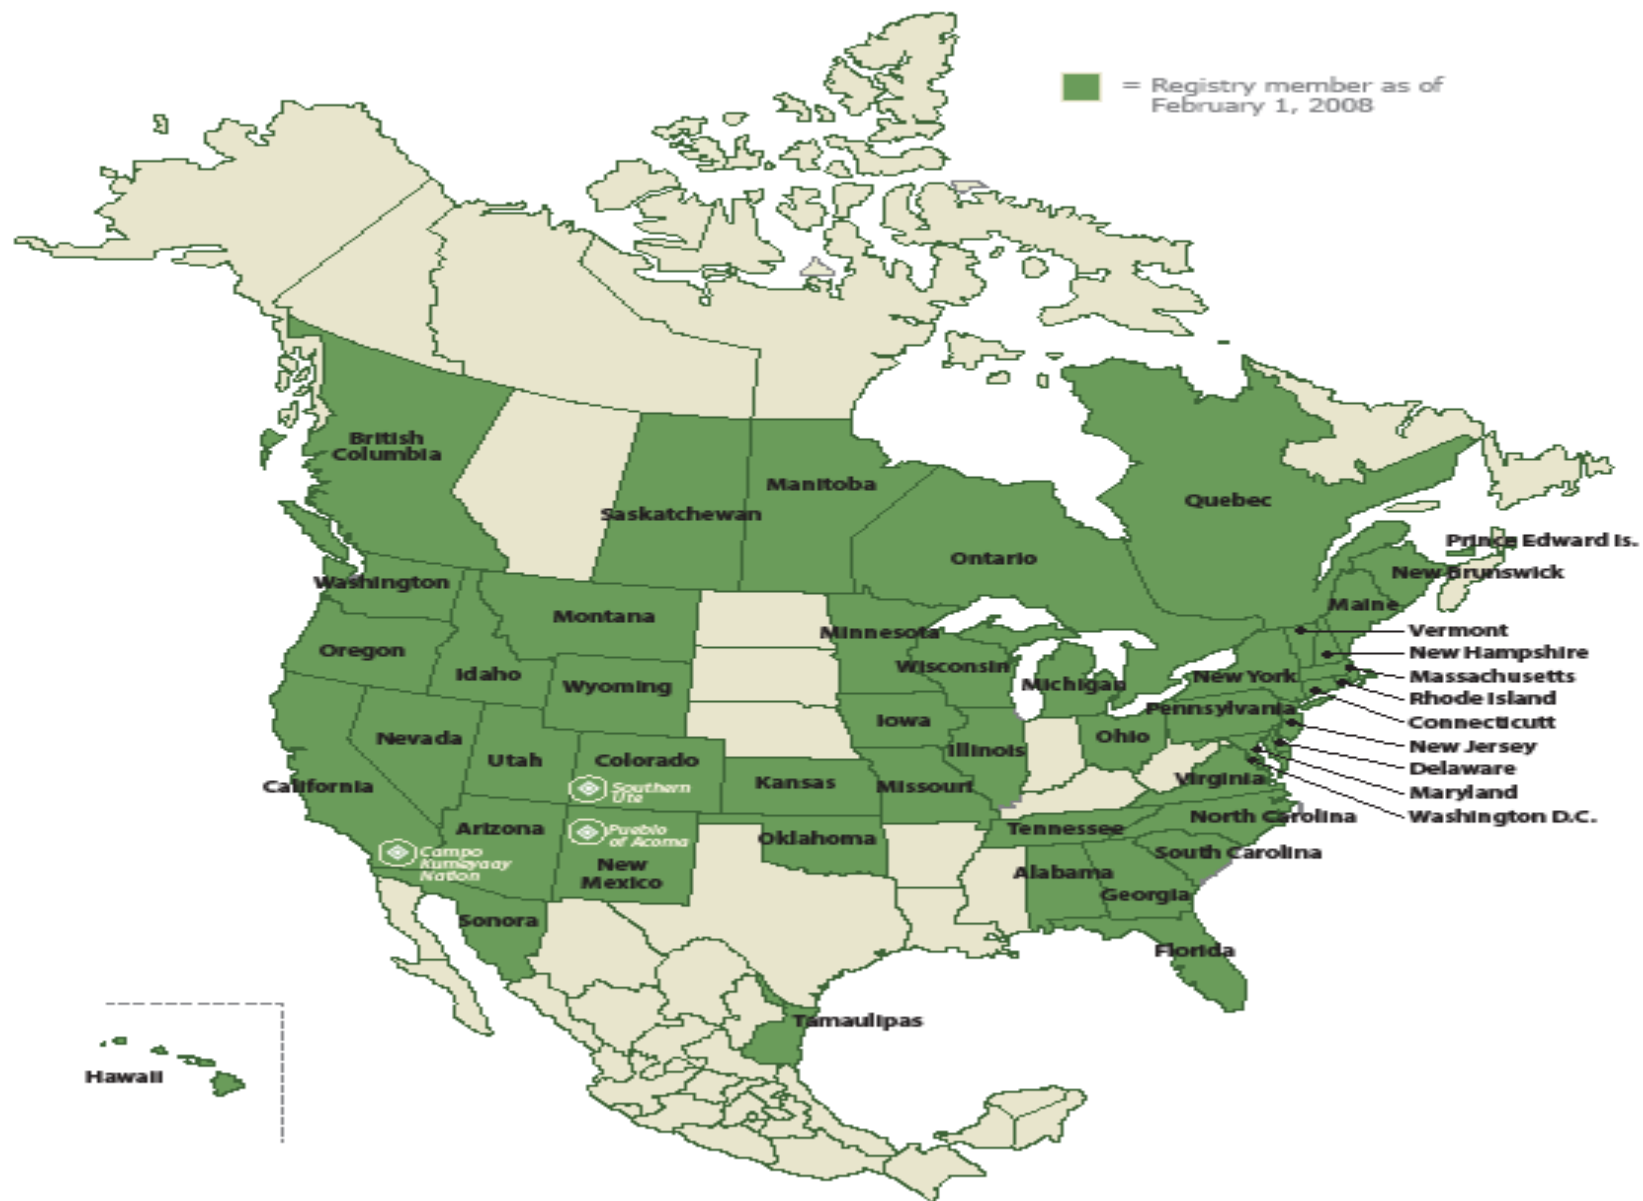 = Registry member as of
February 1, 2008
British
Columbia
Manitoba
Saskatchewan
Quebec
Ontario
Prince Edward Is.
New Brunswick
Washington
Montana
Maine
Minnesota
Vermont
Oregon
New Hampshire
Idaho
Wisconsin
Massachusetts
Wyoming
Michigan
New York
Rhode Island
Pennsylvania
Iowa
Connecticutt
Nevada
Ohio
New Jersey
Illinois
Utah
Colorado
Delaware
Kansas
Virginia
California
Missouri
Southern
Ute
Maryland
North Carolina
Washington D.C.
Arizona
Pueblo
of Acoma
Oklahoma
Tennessee
Campo
Kumeyaay
Nation
South Carolina
New
Mexico
Alabama
Georgia
Sonora
Florida
Tamaulipas
Hawaii